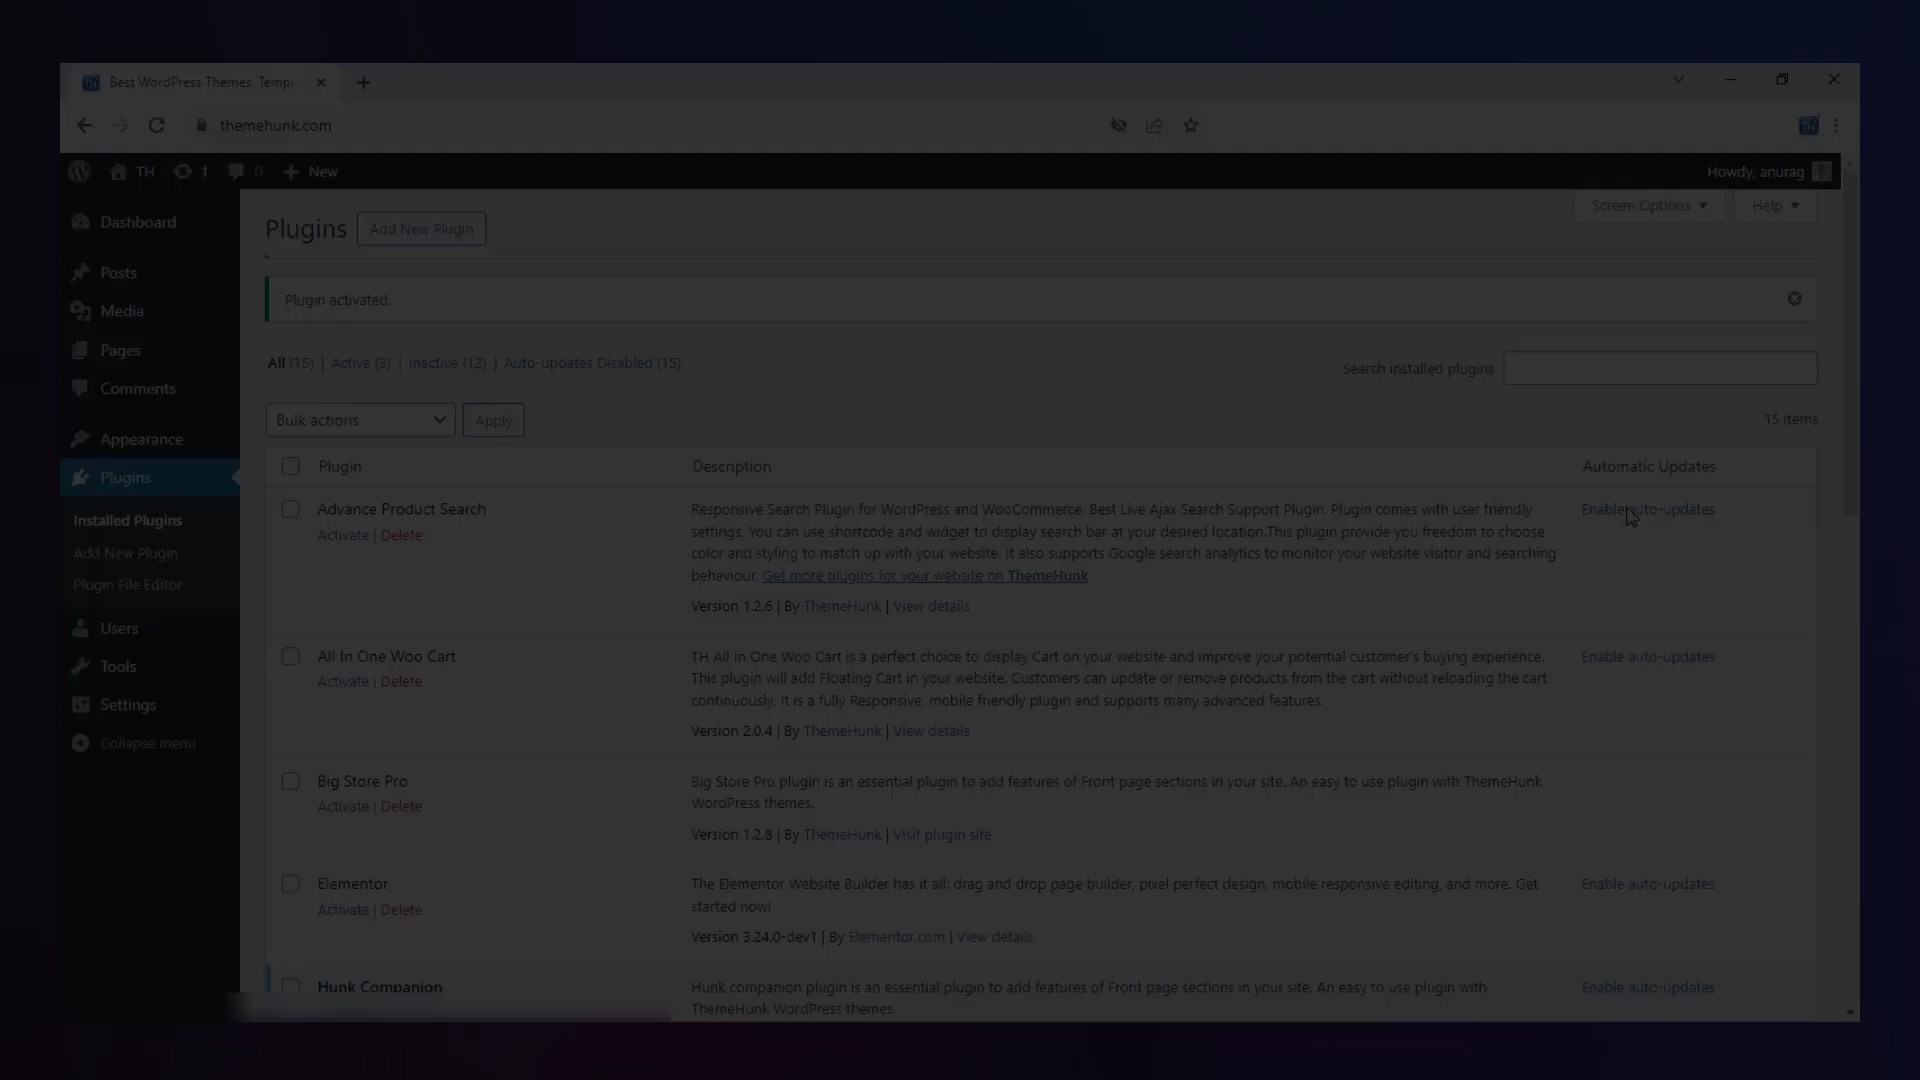 Best WordPress Themes, Templ
themehunk.com
TH 1 0 New
Howdy, anurag
Dashboard
Posts
Media
Pages
Comments
Appearance
Plugins
Installed Plugins
Add New Plugin
Plugin File Editor
Users
Tools
Settings
Collapse menu
Screen Options
Help
Plugins
Add New Plugin
Plugin activated.
All (15) | Active (3) | Inactive (12) | Auto-updates Disabled (15)
Search installed plugins
Bulk actions
Apply
15 items
Plugin
Description
Automatic Updates
Advance Product Search
Activate | Delete
Responsive Search Plugin for WordPress and WooCommerce. Best Live Ajax Search Support Plugin. Plugin comes with user friendly
settings. You can use shortcode and widget to display search bar at your desired location.This plugin provide you freedom to choose
color and styling to match up with your website. It also supports Google search analytics to monitor your website visitor and searching
behaviour. Get more plugins for your website on ThemeHunk
Version 1.2.6 | By ThemeHunk | View details
Enable auto-updates
All In One Woo Cart
Activate | Delete
TH All In One Woo Cart is a perfect choice to display Cart on your website and improve your potential customer's buying experience.
This plugin will add Floating Cart in your website. Customers can update or remove products from the cart without reloading the cart
continuously. It is a fully Responsive, mobile friendly plugin and supports many advanced features.
Version 2.0.4 | By ThemeHunk | View details
Enable auto-updates
Big Store Pro
Activate | Delete
Big Store Pro plugin is an essential plugin to add features of Front page sections in your site. An easy to use plugin with ThemeHunk
WordPress themes.
Version 1.2.8 | By ThemeHunk | Visit plugin site
Elementor
Activate | Delete
The Elementor Website Builder has it all: drag and drop page builder, pixel perfect design, mobile responsive editing, and more. Get
started now!
Version 3.24.0-dev1 | By Elementor.com | View details
Enable auto-updates
Hunk Companion
Hunk companion plugin is an essential plugin to add features of Front page sections in your site. An easy to use plugin with
ThemeHunk WordPress themes.
Enable auto-updates